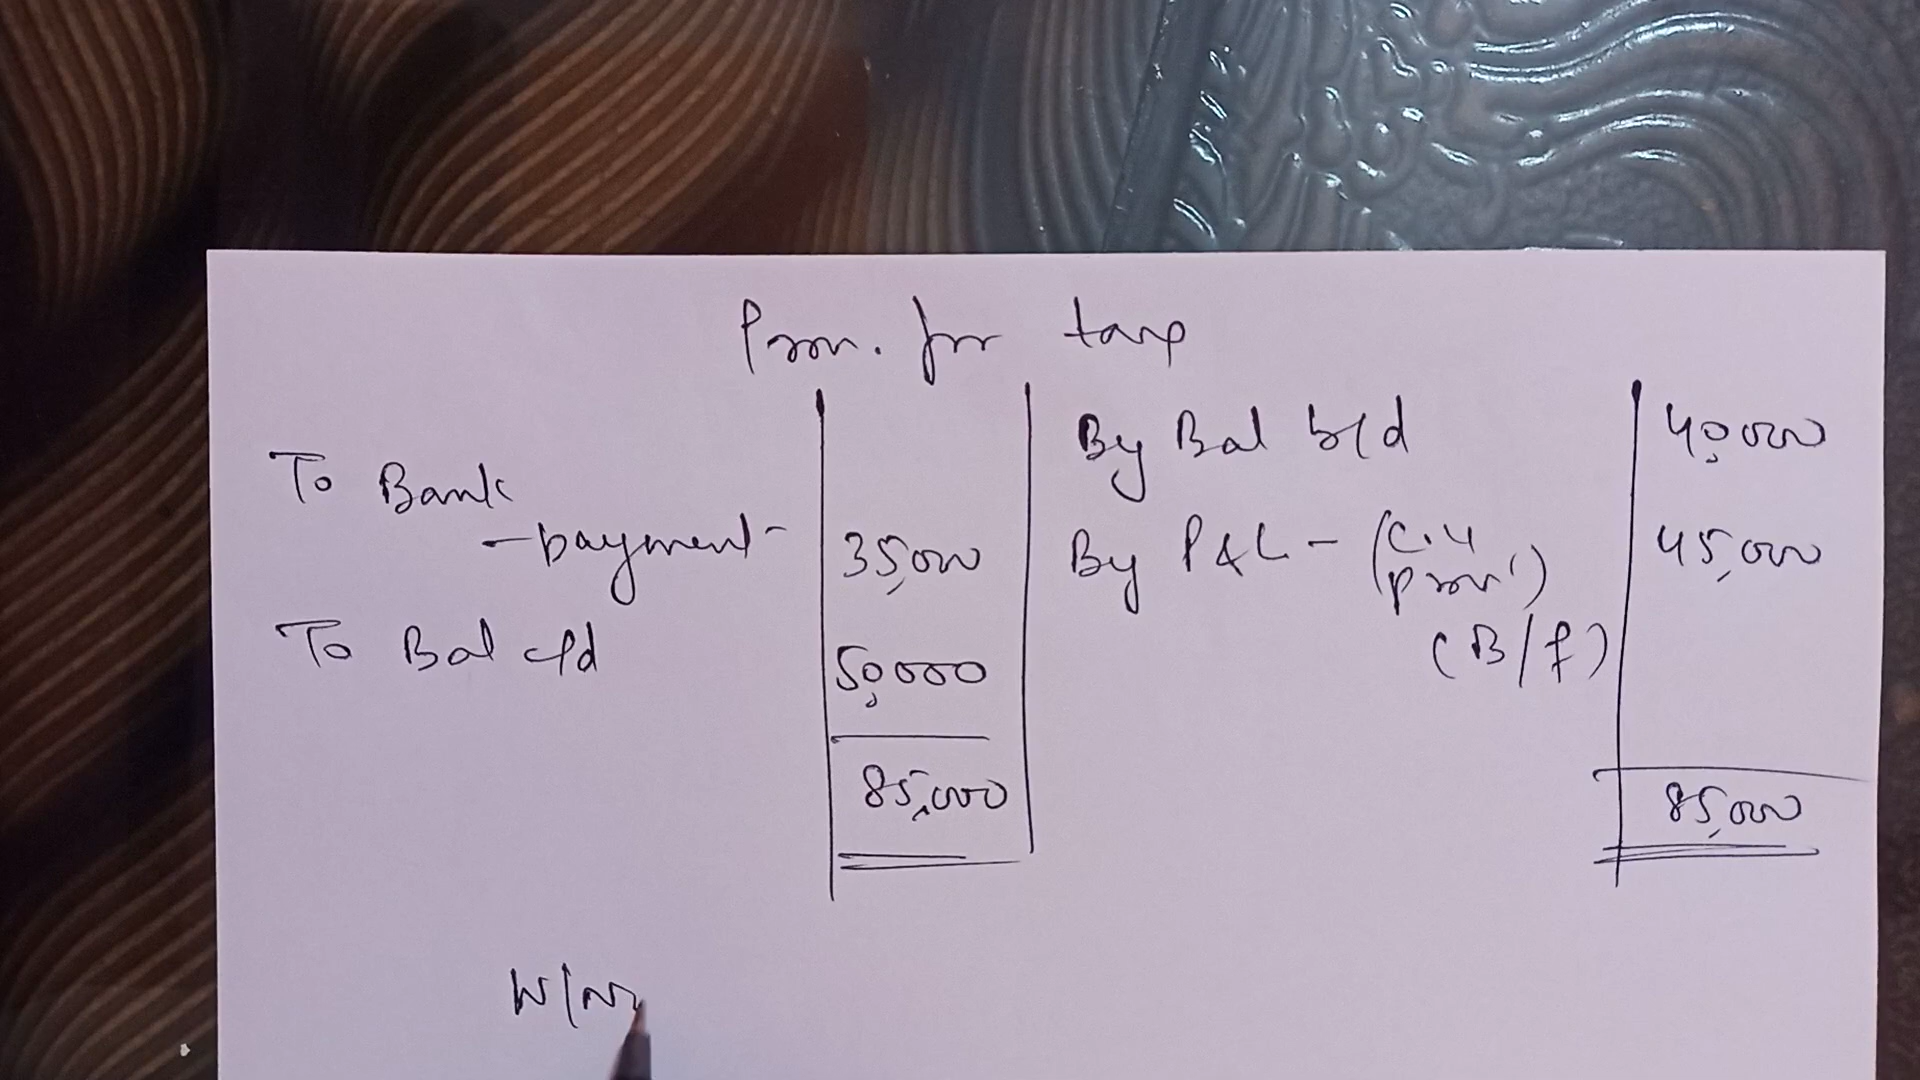 Prov. for tax
By Bal b/d 40,000
To Bank
-payment- 35,000 By P&L - (C.Y 45,000
Prov.)
To Bal c/d 50,000 (B/f)
85,000 85,000
W/N